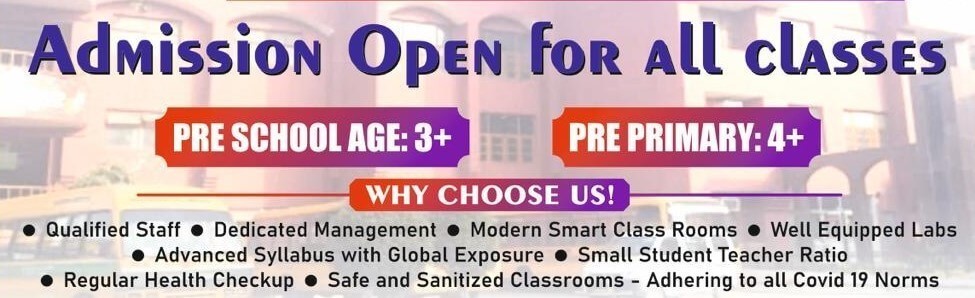 Admission Open for all classes
PRE SCHOOL AGE: 3+ PRE PRIMARY: 4+
WHY CHOOSE US!
● Qualified Staff ● Dedicated Management ● Modern Smart Class Rooms ● Well Equipped Labs
● Advanced Syllabus with Global Exposure ● Small Student Teacher Ratio
● Regular Health Checkup ● Safe and Sanitized Classrooms - Adhering to all Covid 19 Norms